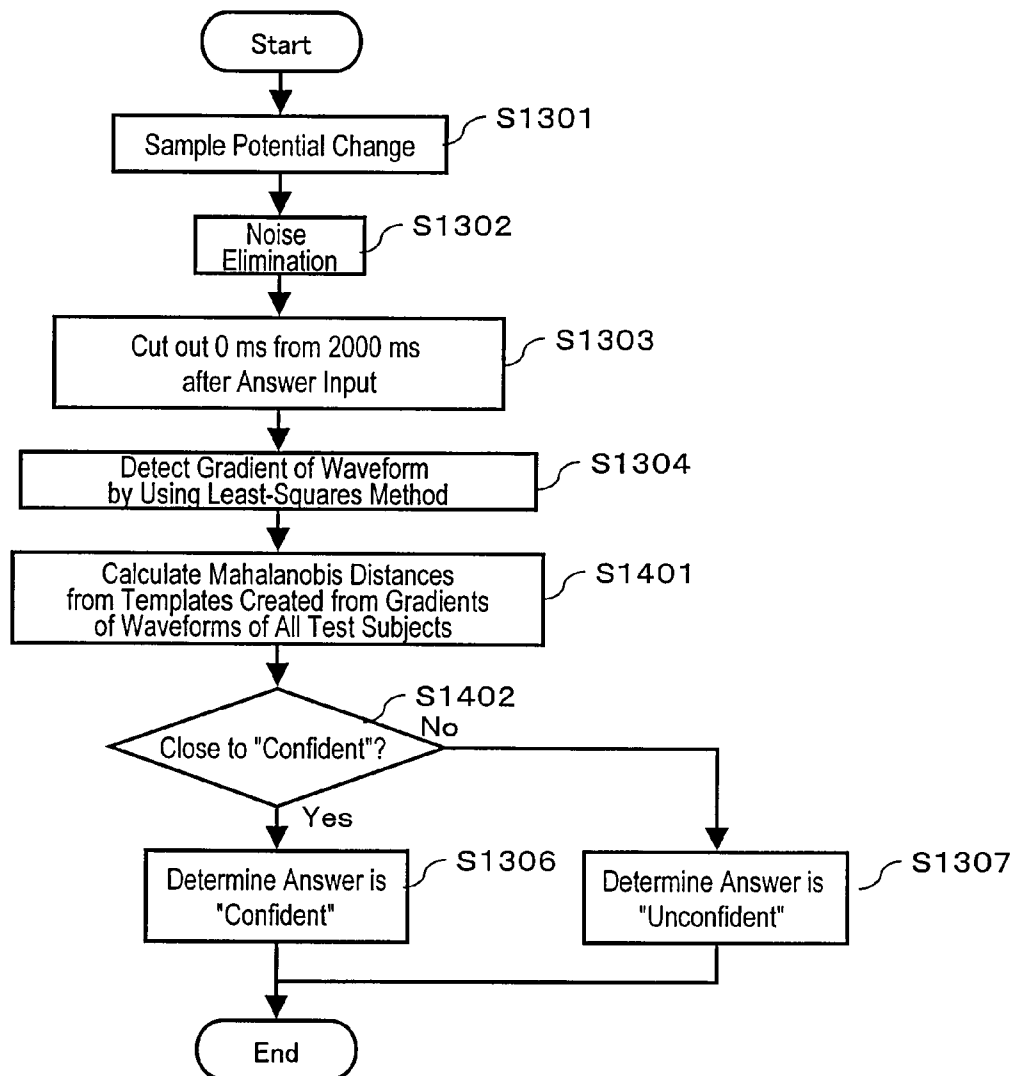 Start
S1301
Sample Potential Change
S1302
Noise
Elimination
S1303
Cut out 0 ms from 2000 ms
after Answer Input
S1304
Detect Gradient of Waveform
by Using Least-Squares Method
S1401
Calculate Mahalanobis Distances
from Templates Created from Gradients
of Waveforms of All Test Subjects
S1402
No
Close to "Confident"?
Yes
S1306
Determine Answer is
"Confident"
S1307
Determine Answer is
"Unconfident"
End